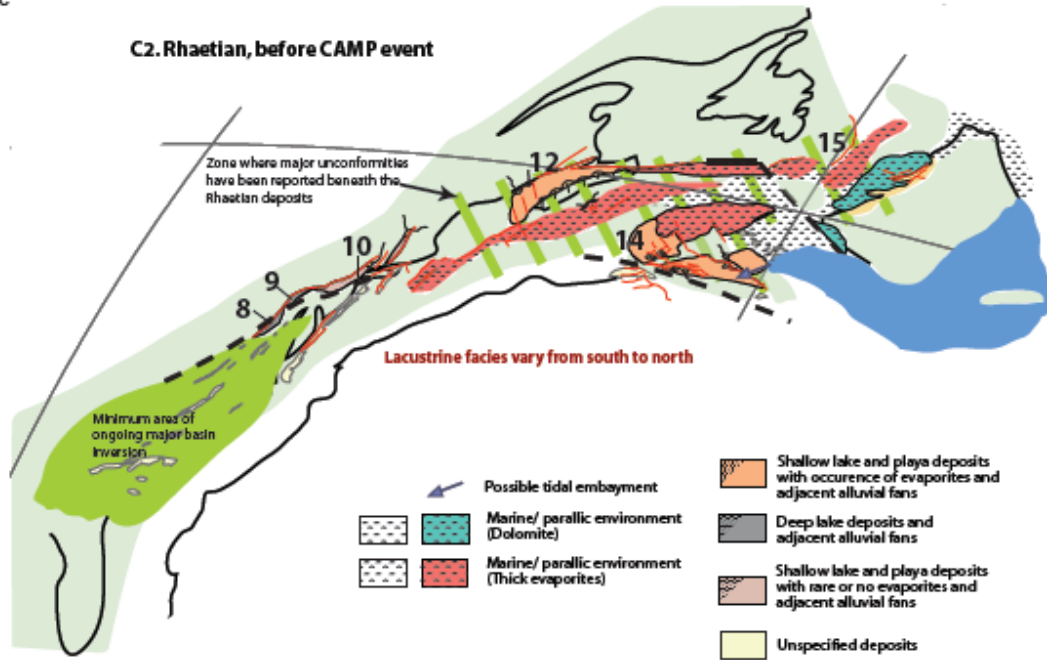 C2. Rhaetian, before CAMP event
Zone where major unconformities
have been reported beneath the
Rhaetian deposits
12
15
14
10
9
8
Lacustrine facies vary from south to north
Minimum area of
ongoing major basin
inversion
Possible tidal embayment
Marine/ parallic environment
(Dolomite)
Marine/ parallic environment
(Thick evaporites)
Shallow lake and playa deposits
with occurence of evaporites and
adjacent alluvial fans
Deep lake deposits and
adjacent alluvial fans
Shallow lake and playa deposits
with rare or no evaporites and
adjacent alluvial fans
Unspecified deposits